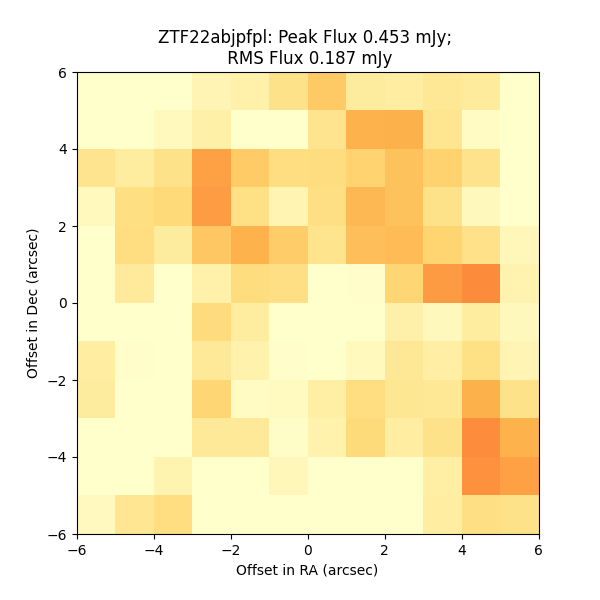 ZTF22abjpfpl: Peak Flux 0.453 mJy;
RMS Flux 0.187 mJy
6
4
2
0
−2
−4
−6
Offset in Dec (arcsec)
−6 −4 −2 0 2 4 6
Offset in RA (arcsec)